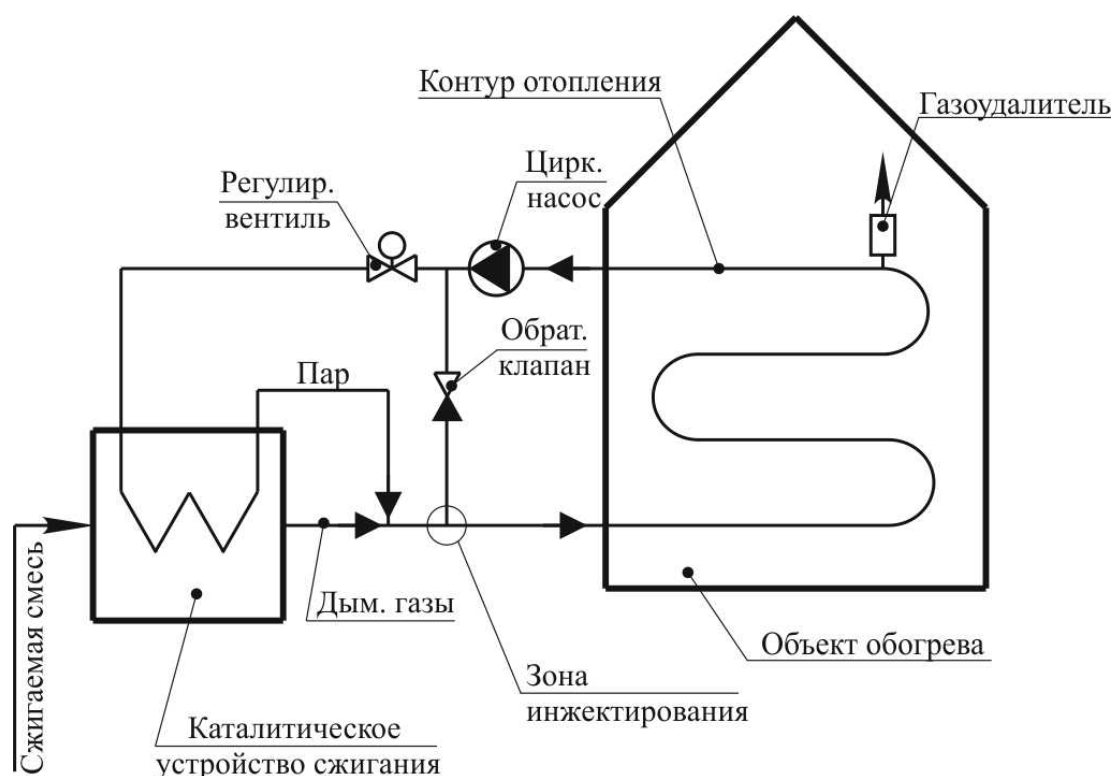 Контур отопления
Газоудалитель
Цирк.
насос
Регулир.
вентиль
Обрат.
клапан
Пар
Сжигаемая смесь
Дым. газы
Объект обогрева
Зона
инжектирования
Каталитическое
устройство сжигания